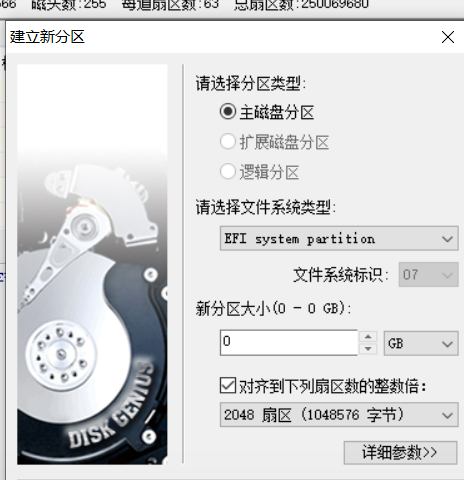 磁头数:255 每道扇区数:63 总扇区数:250069680
建立新分区
请选择分区类型:
主磁盘分区
扩展磁盘分区
逻辑分区
请选择文件系统类型:
EFI system partition
文件系统标识: 07
新分区大小(0 - 0 GB):
0 GB
对齐到下列扇区数的整数倍:
2048 扇区 (1048576 字节)
详细参数>>
DISK GENIUS